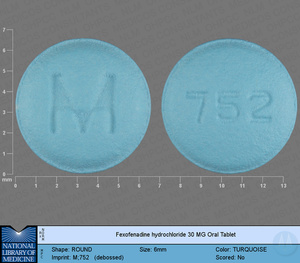 7
6
5
4
3
2
1
0
mm
M
752
0 1 2 3 4 5 6 7 8 9 10 11 12 13
Fexofenadine hydrochloride 30 MG Oral Tablet
Shape: ROUND Size: 6mm Color: TURQUOISE
Imprint: M;752 (debossed) Scored: No
NATIONAL
LIBRARY OF
MEDICINE